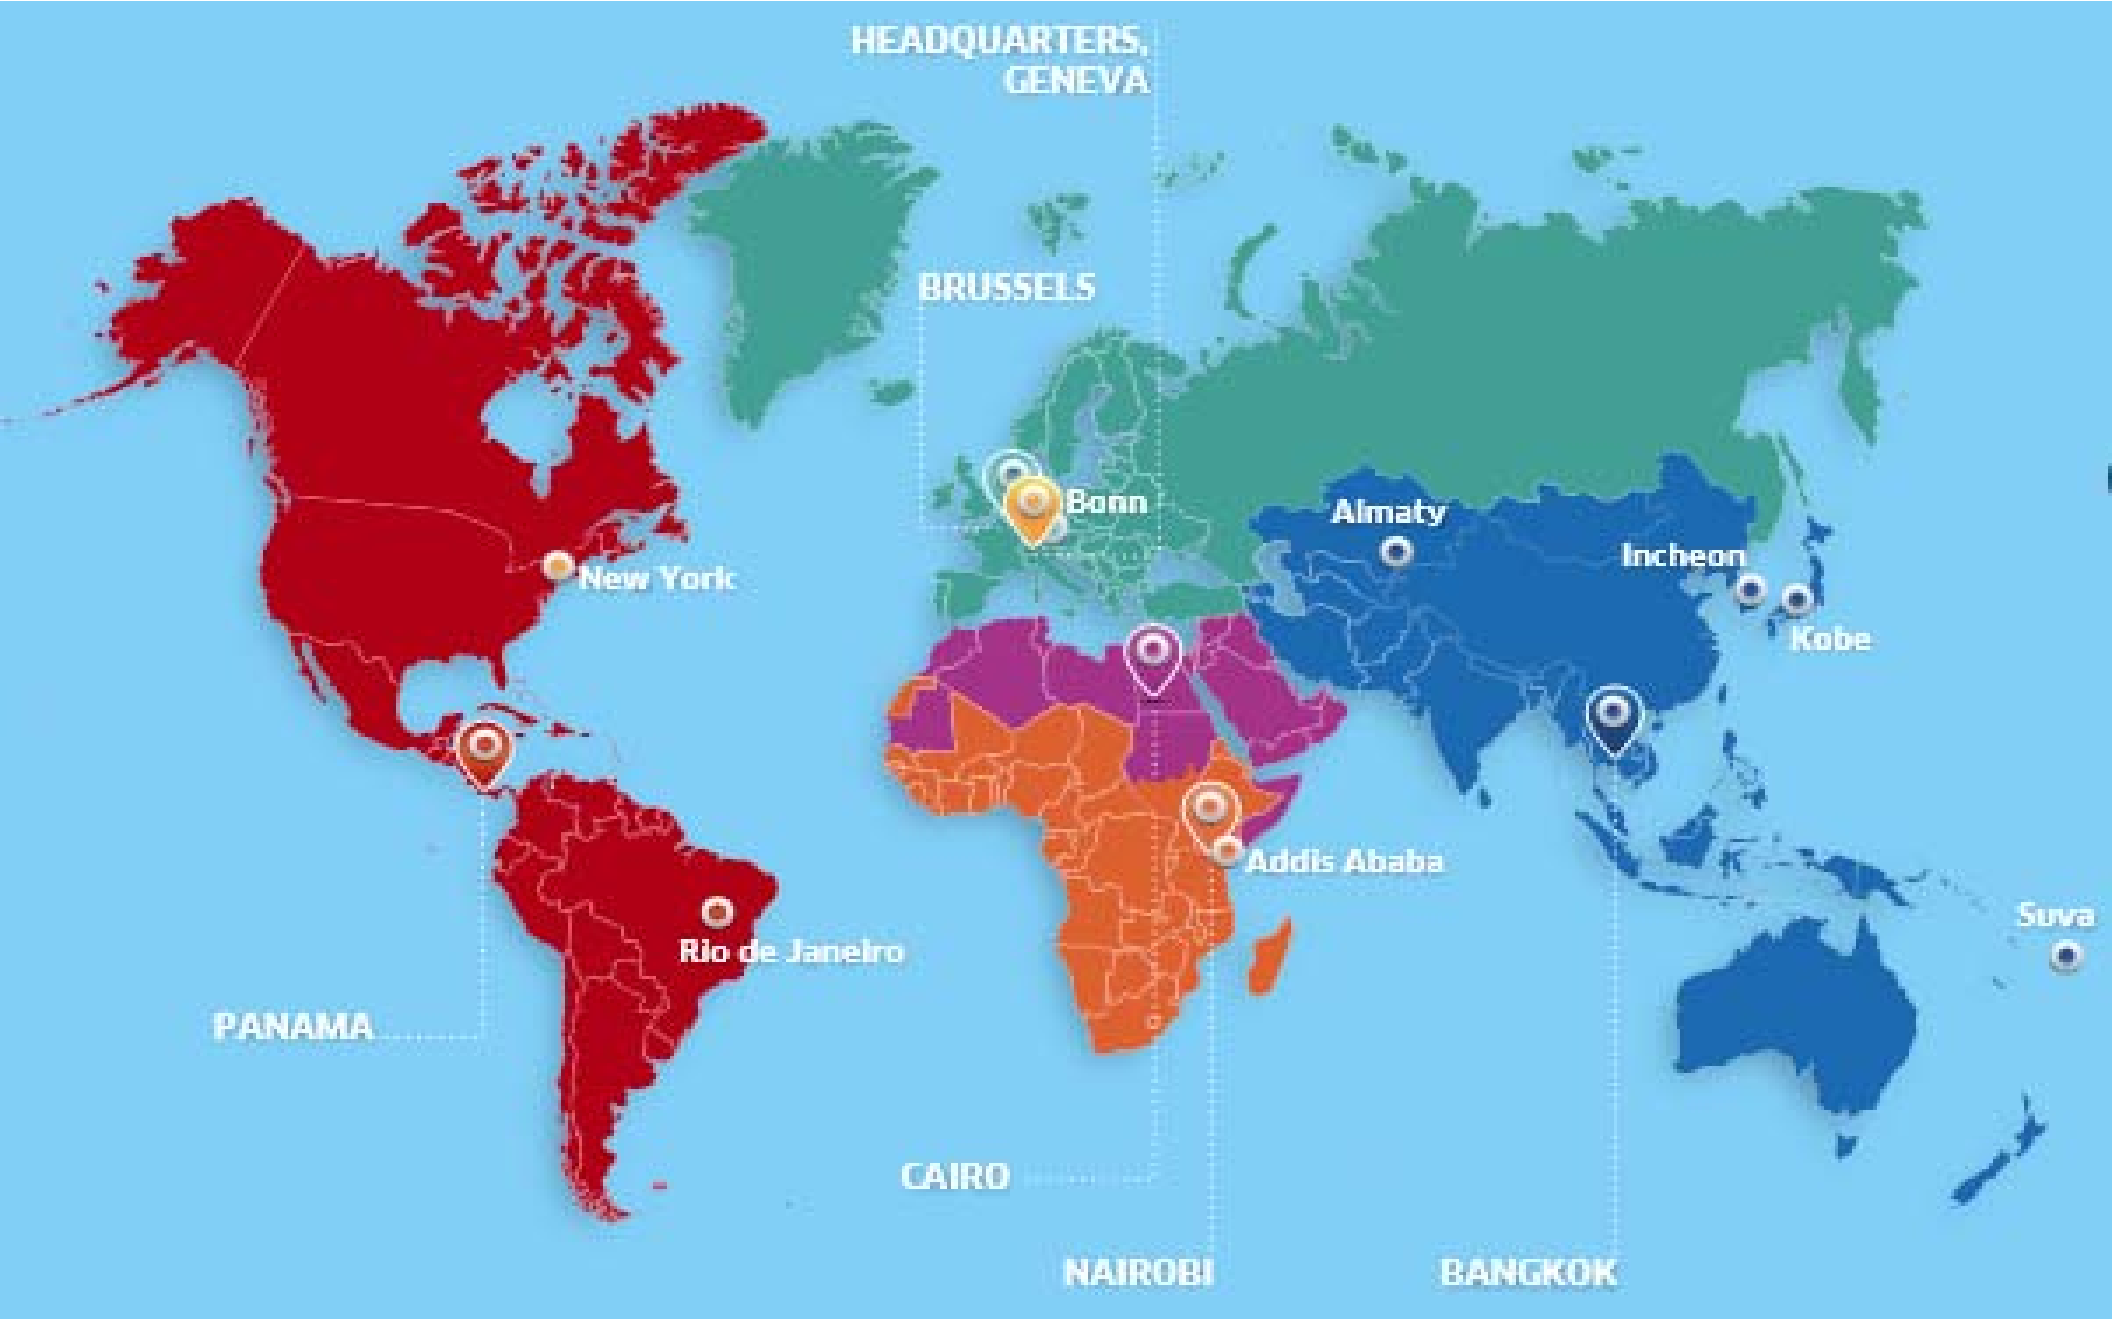 HEADQUARTERS,
GENEVA
BRUSSELS
Bonn
Almaty
Incheon
Kobe
New York
Addis Ababa
Suva
Rio de Janeiro
PANAMA
CAIRO
NAIROBI
BANGKOK